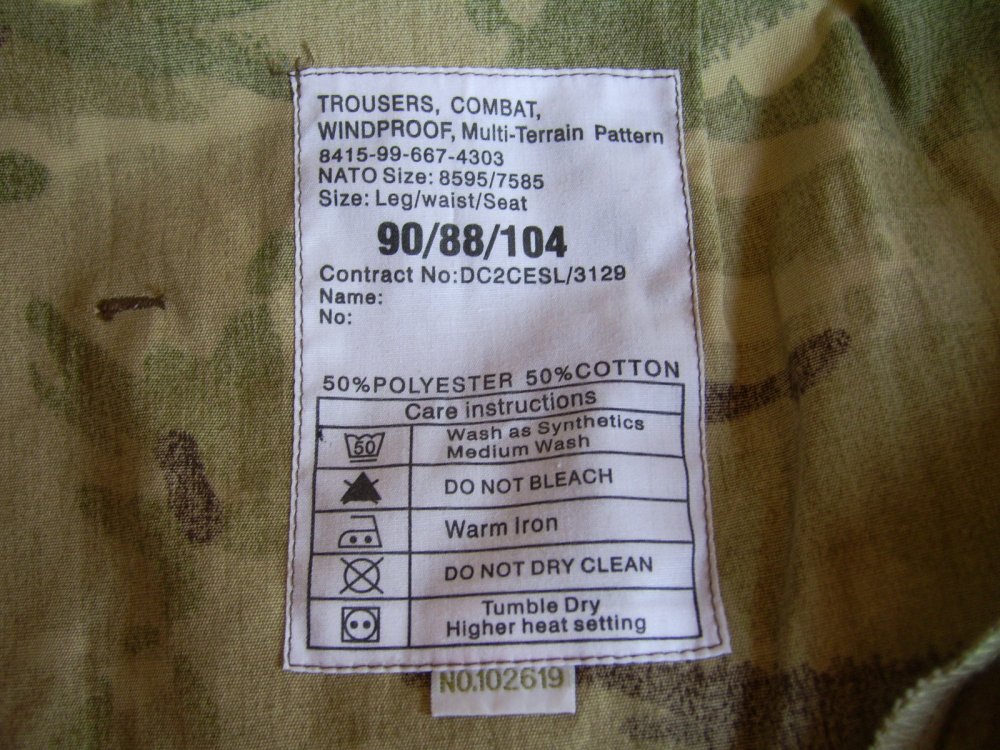 TROUSERS, COMBAT,
WINDPROOF, Multi-Terrain Pattern
8415-99-667-4303
NATO Size: 8595/7585
Size: Leg/waist/Seat
90/88/104
Contract No:DC2CESL/3129
Name:
No:
50%POLYESTER 50%COTTON
Care instructions
50
Wash as Synthetics
Medium Wash
DO NOT BLEACH
Warm Iron
DO NOT DRY CLEAN
Tumble Dry
Higher heat setting
NO.102619